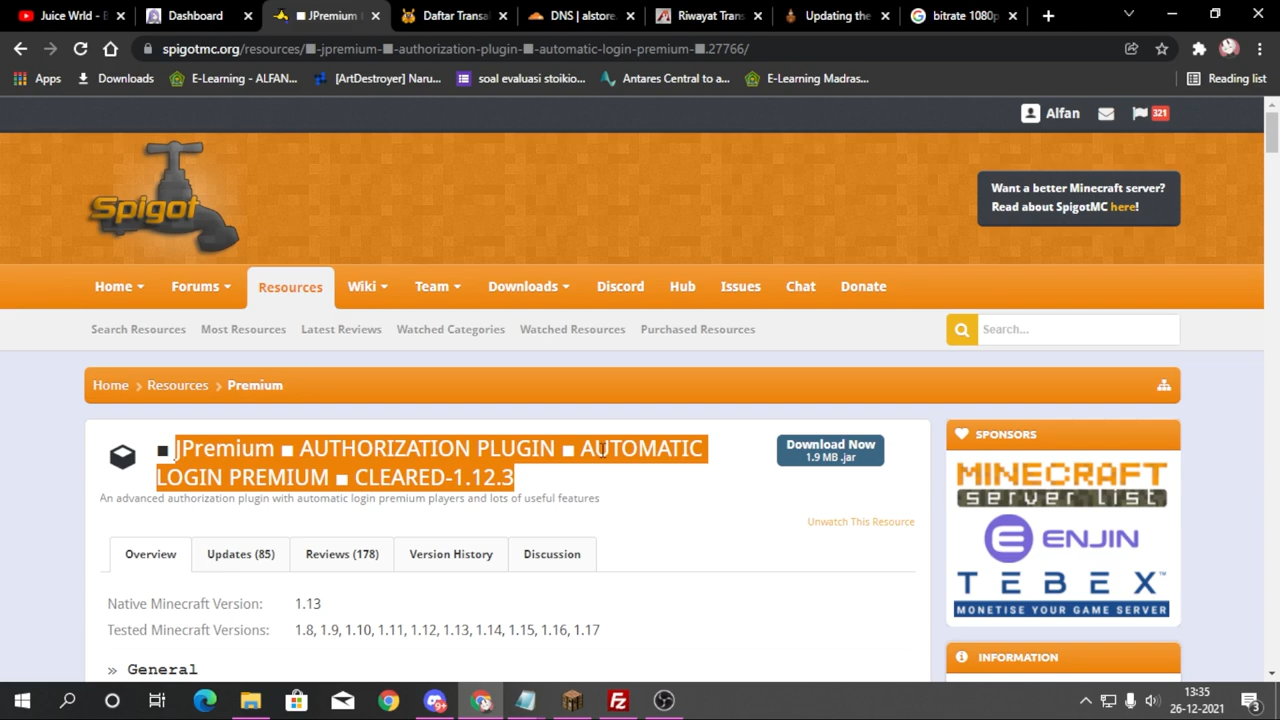 Juice Wrld - B
Dashboard
JPremium
Daftar Transa
DNS | alstore.
Riwayat Trans
Updating the
bitrate 1080p
spigotmc.org/resources/■-jpremium-■-authorization-plugin-■-automatic-login-premium-■.27766/
Apps Downloads E-Learning - ALFAN... [ArtDestroyer] Naru... soal evaluasi stoikio... Antares Central to a... E-Learning Madras... Reading list
Alfan 321
Spigot
Want a better Minecraft server?
Read about SpigotMC here!
Home Forums Resources Wiki Team Downloads Discord Hub Issues Chat Donate
Search Resources Most Resources Latest Reviews Watched Categories Watched Resources Purchased Resources Search...
Home Resources Premium
■ JPremium ■ AUTHORIZATION PLUGIN ■ AUTOMATIC
LOGIN PREMIUM ■ CLEARED-1.12.3
Download Now
1.9 MB .jar
An advanced authorization plugin with automatic login premium players and lots of useful features
Unwatch This Resource
Overview Updates (85) Reviews (178) Version History Discussion
Native Minecraft Version: 1.13
Tested Minecraft Versions: 1.8, 1.9, 1.10, 1.11, 1.12, 1.13, 1.14, 1.15, 1.16, 1.17
» General
SPONSORS
MINECRAFT
SERVER LIST
ENJIN
TEBEX
MONETISE YOUR GAME SERVER
INFORMATION
13:35
26-12-2021
3